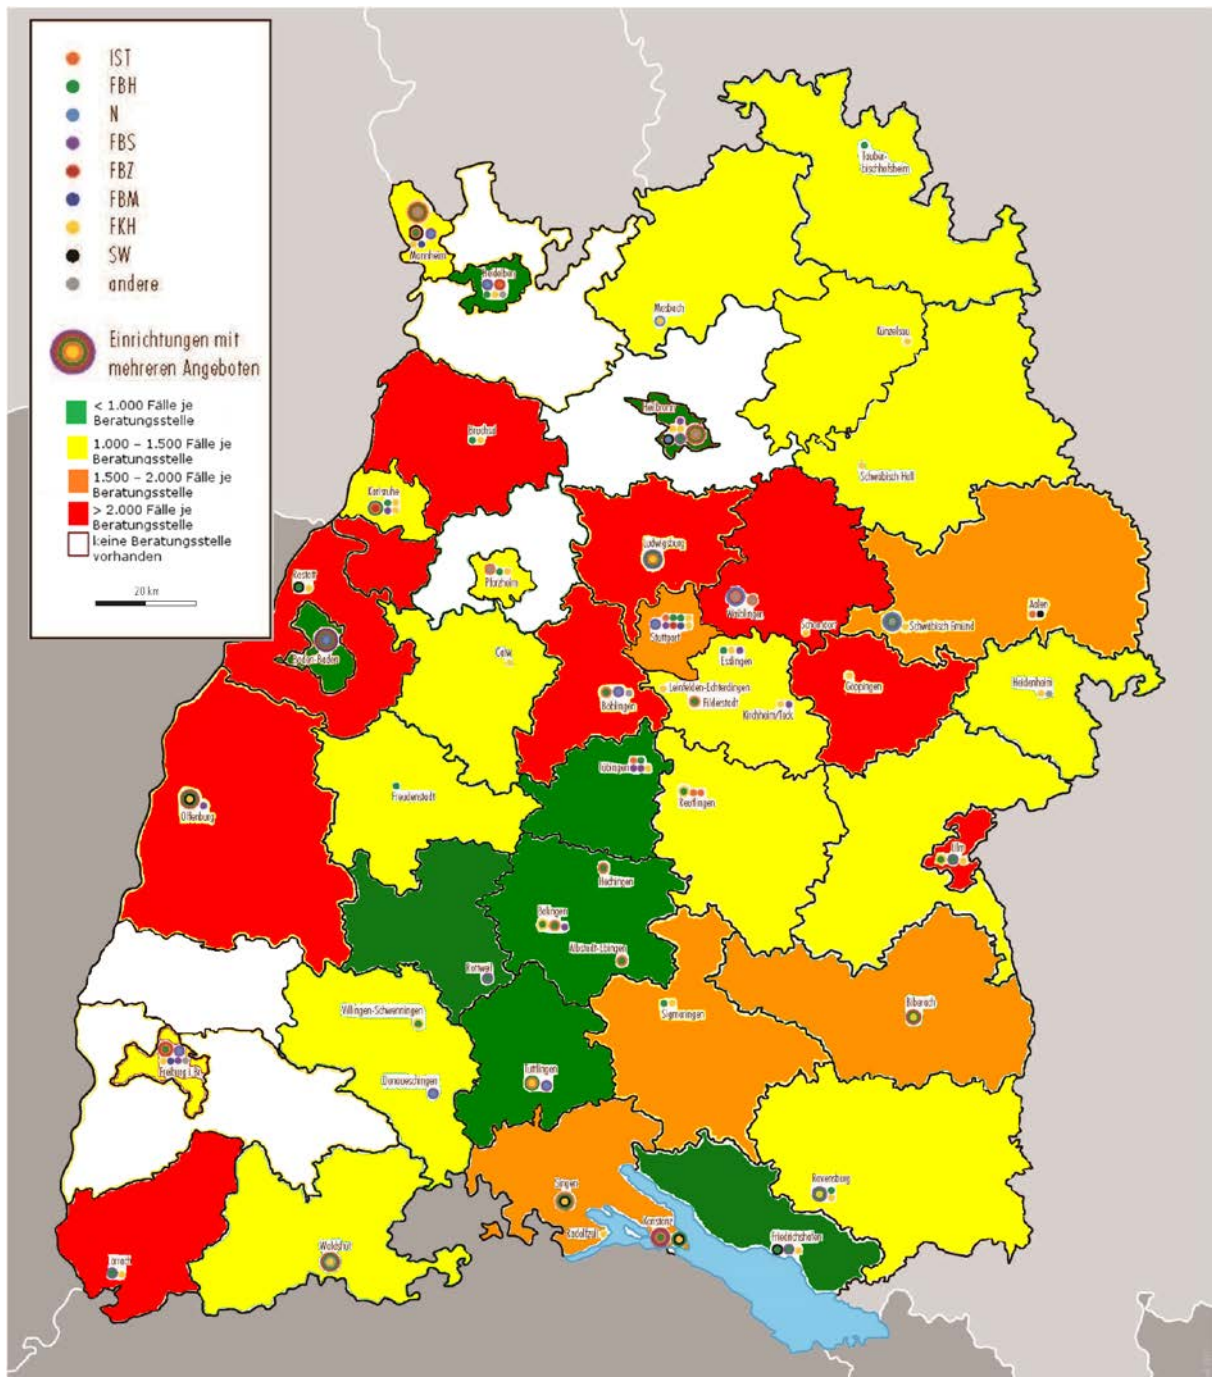 IST
FBH
N
FBS
FBZ
FBM
FKH
SW
andere
Einrichtungen mit
mehreren Angeboten
< 1.000 Fälle je
Beratungsstelle
1.000 – 1.500 Fälle je
Beratungsstelle
1.500 – 2.000 Fälle je
Beratungsstelle
> 2.000 Fälle je
Beratungsstelle
keine Beratungsstelle
vorhanden
20 km
Tauber-
bischofsheim
Mannheim
Heidelberg
Mosbach
Künzelsau
Heilbronn
Bruchsal
Schwäbisch Hall
Karlsruhe
Ludwigsburg
Pforzheim
Rastatt
Waiblingen
Aalen
Schorndorf
Schwäbisch Gmünd
Stuttgart
Baden-Baden
Calw
Esslingen
Leinfelden-Echterdingen
Filderstadt
Kirchheim/Teck
Göppingen
Heidenheim
Böblingen
Tübingen
Freudenstadt
Reutlingen
Offenburg
Ulm
Hechingen
Balingen
Albstadt-Ebingen
Rottweil
Villingen-Schwenningen
Sigmaringen
Biberach
Freiburg i.Br.
Donaueschingen
Tuttlingen
Ravensburg
Singen
Konstanz
Radolfzell
Friedrichshafen
Waldshut
Lörrach